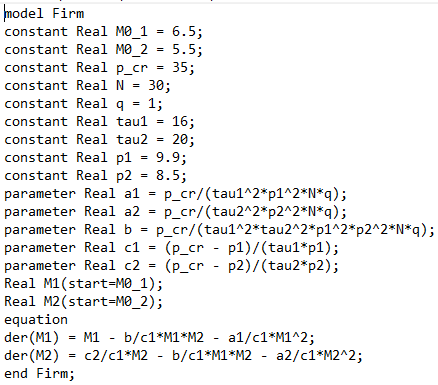 model Firm
constant Real M0_1 = 6.5;
constant Real M0_2 = 5.5;
constant Real p_cr = 35;
constant Real N = 30;
constant Real q = 1;
constant Real tau1 = 16;
constant Real tau2 = 20;
constant Real p1 = 9.9;
constant Real p2 = 8.5;
parameter Real a1 = p_cr/(tau1^2*p1^2*N*q);
parameter Real a2 = p_cr/(tau2^2*p2^2*N*q);
parameter Real b = p_cr/(tau1^2*tau2^2*p1^2*p2^2*N*q);
parameter Real c1 = (p_cr - p1)/(tau1*p1);
parameter Real c2 = (p_cr - p2)/(tau2*p2);
Real M1(start=M0_1);
Real M2(start=M0_2);
equation
der(M1) = M1 - b/c1*M1*M2 - a1/c1*M1^2;
der(M2) = c2/c1*M2 - b/c1*M1*M2 - a2/c1*M2^2;
end Firm;